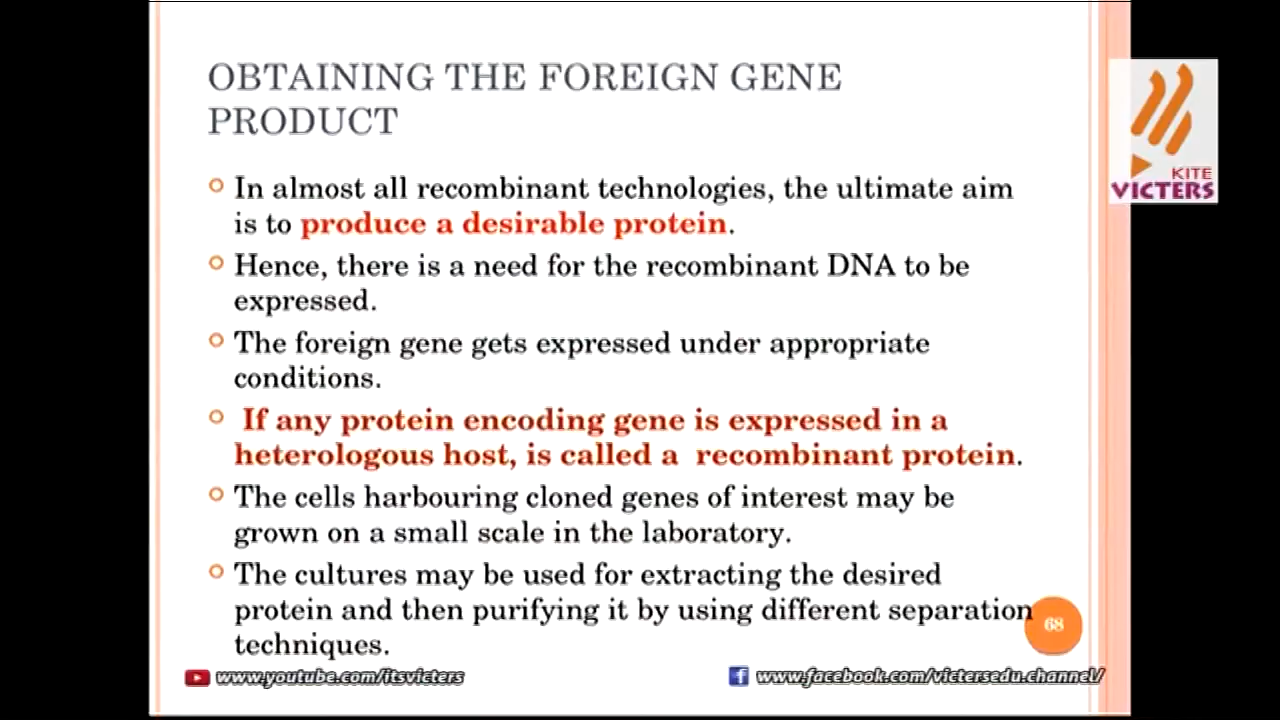 OBTAINING THE FOREIGN GENE
PRODUCT
In almost all recombinant technologies, the ultimate aim
is to produce a desirable protein.
Hence, there is a need for the recombinant DNA to be
expressed.
The foreign gene gets expressed under appropriate
conditions.
If any protein encoding gene is expressed in a
heterologous host, is called a recombinant protein.
The cells harbouring cloned genes of interest may be
grown on a small scale in the laboratory.
The cultures may be used for extracting the desired
protein and then purifying it by using different separation
techniques.
68
KITE
VICTERS
www.youtube.com/itsvicters
www.facebook.com/victersedu.channel/